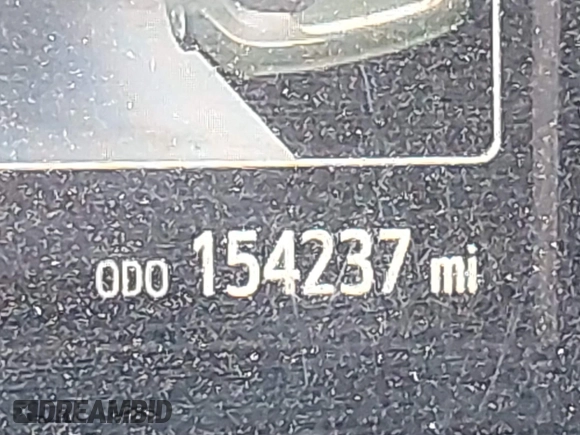 ODO 154237 mi
DREAMBID